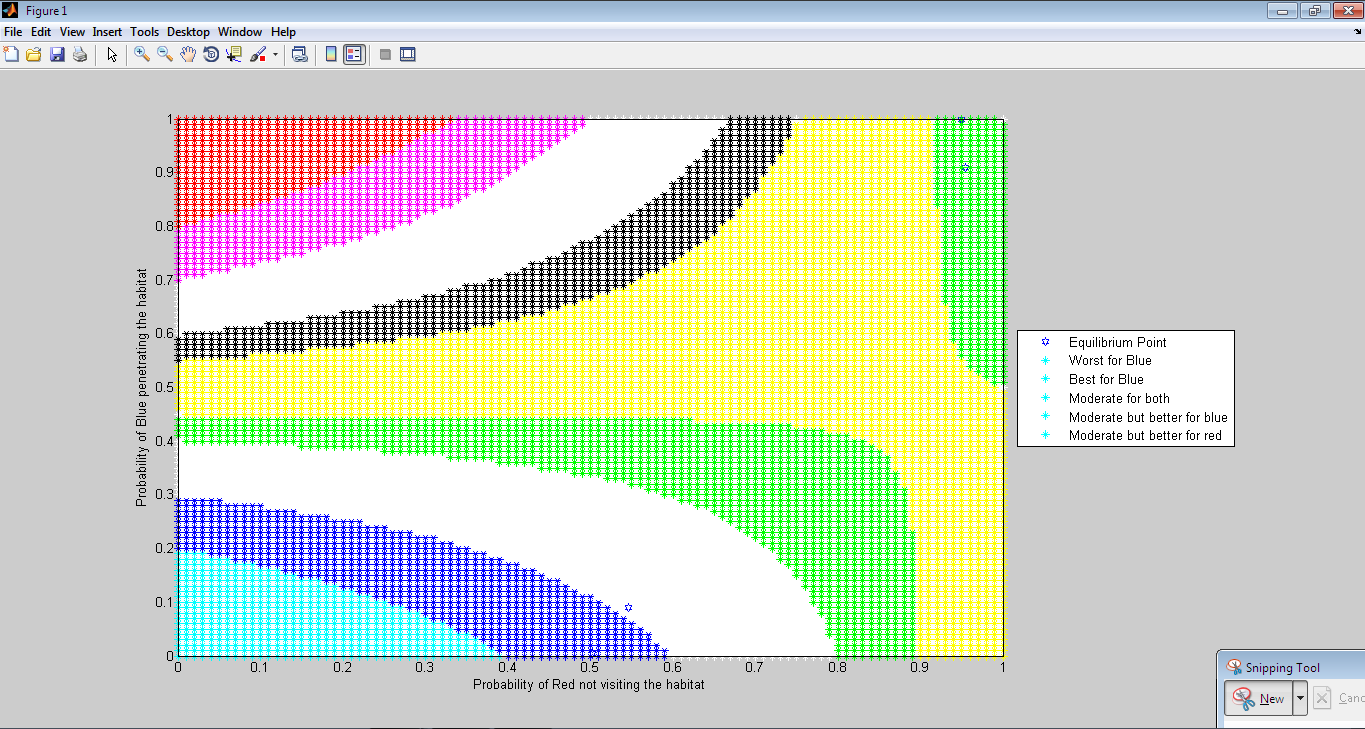 Figure 1
File Edit View Insert Tools Desktop Window Help
1
0.9
0.8
0.7
0.6
0.5
0.4
0.3
0.2
0.1
0
Probability of Blue penetrating the habitat
0 0.1 0.2 0.3 0.4 0.5 0.6 0.7 0.8 0.9 1
Probability of Red not visiting the habitat
Equilibrium Point
Worst for Blue
Best for Blue
Moderate for both
Moderate but better for blue
Moderate but better for red
Snipping Tool
New Canc